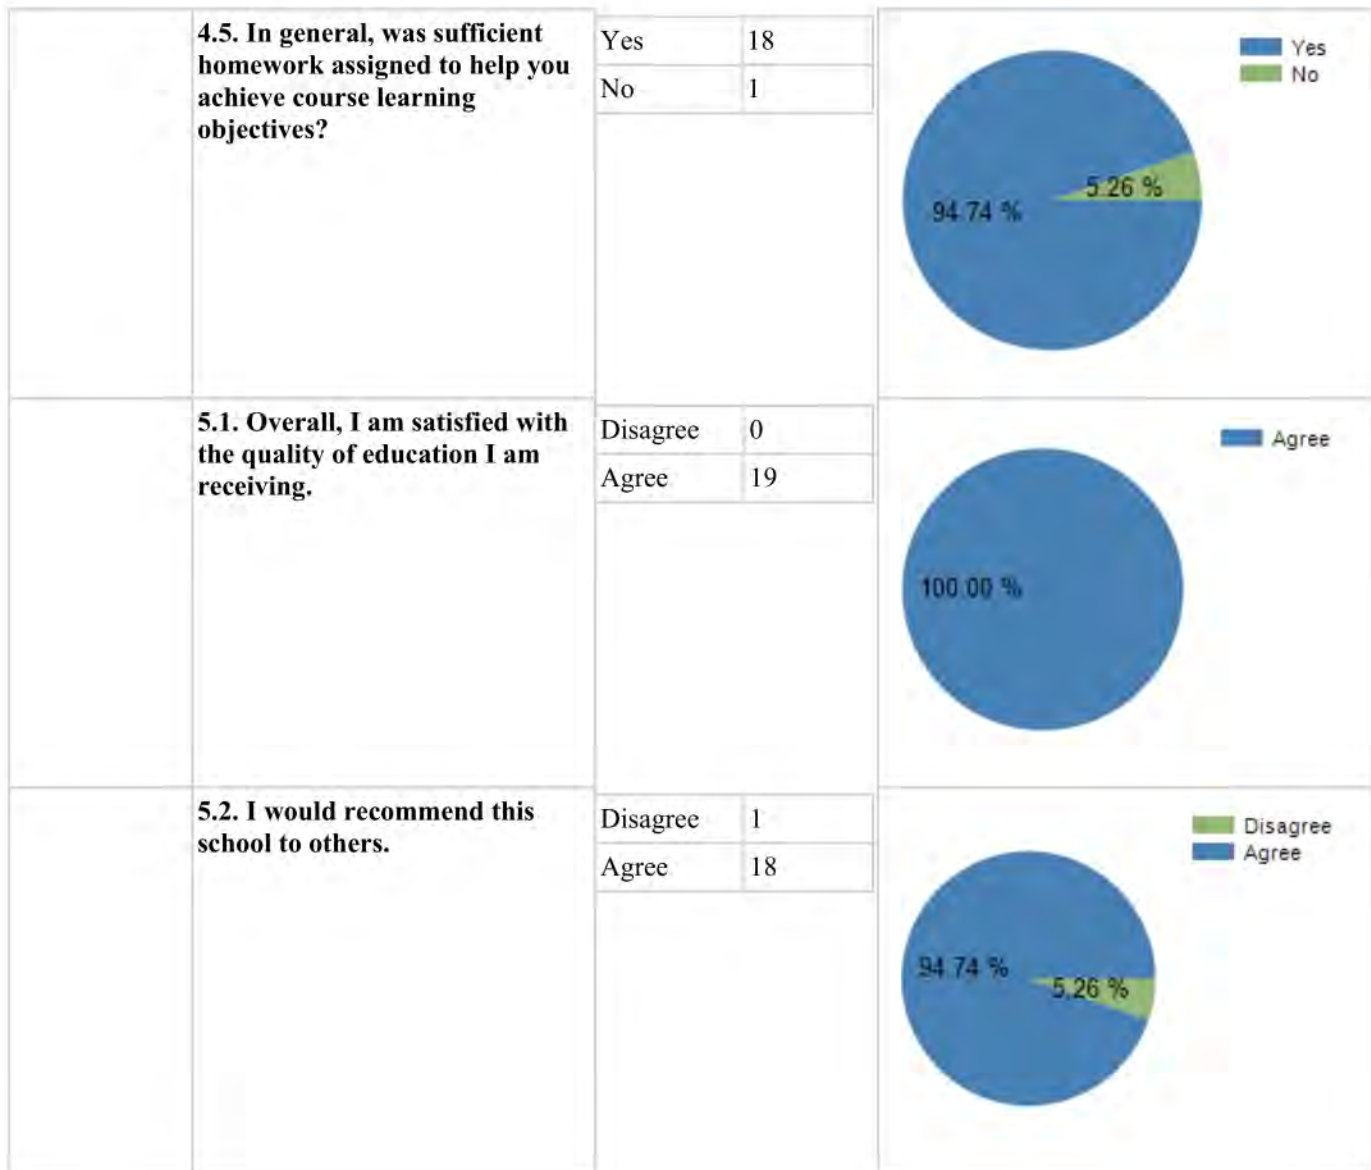 4.5. In general, was sufficient
homework assigned to help you
achieve course learning
objectives?
Yes 18
No 1
Yes
No
94.74 %
5.26 %
5.1. Overall, I am satisfied with
the quality of education I am
receiving.
Disagree 0
Agree 19
Agree
100.00 %
5.2. I would recommend this
school to others.
Disagree 1
Agree 18
Disagree
Agree
94.74 %
5.26 %